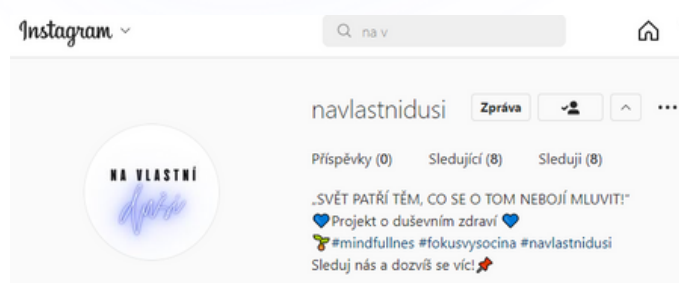 Instagram
na v
navlastnidusi Zpráva
Příspěvky (0) Sledující (8) Sleduji (8)
NA VLASTNÍ
duši
„SVĚT PATŘÍ TĚM, CO SE O TOM NEBOJÍ MLUVIT!"
💙Projekt o duševním zdraví 💙
🌱#mindfullnes #fokusvysocina #navlastnidusi
Sleduj nás a dozvíš se víc!📌